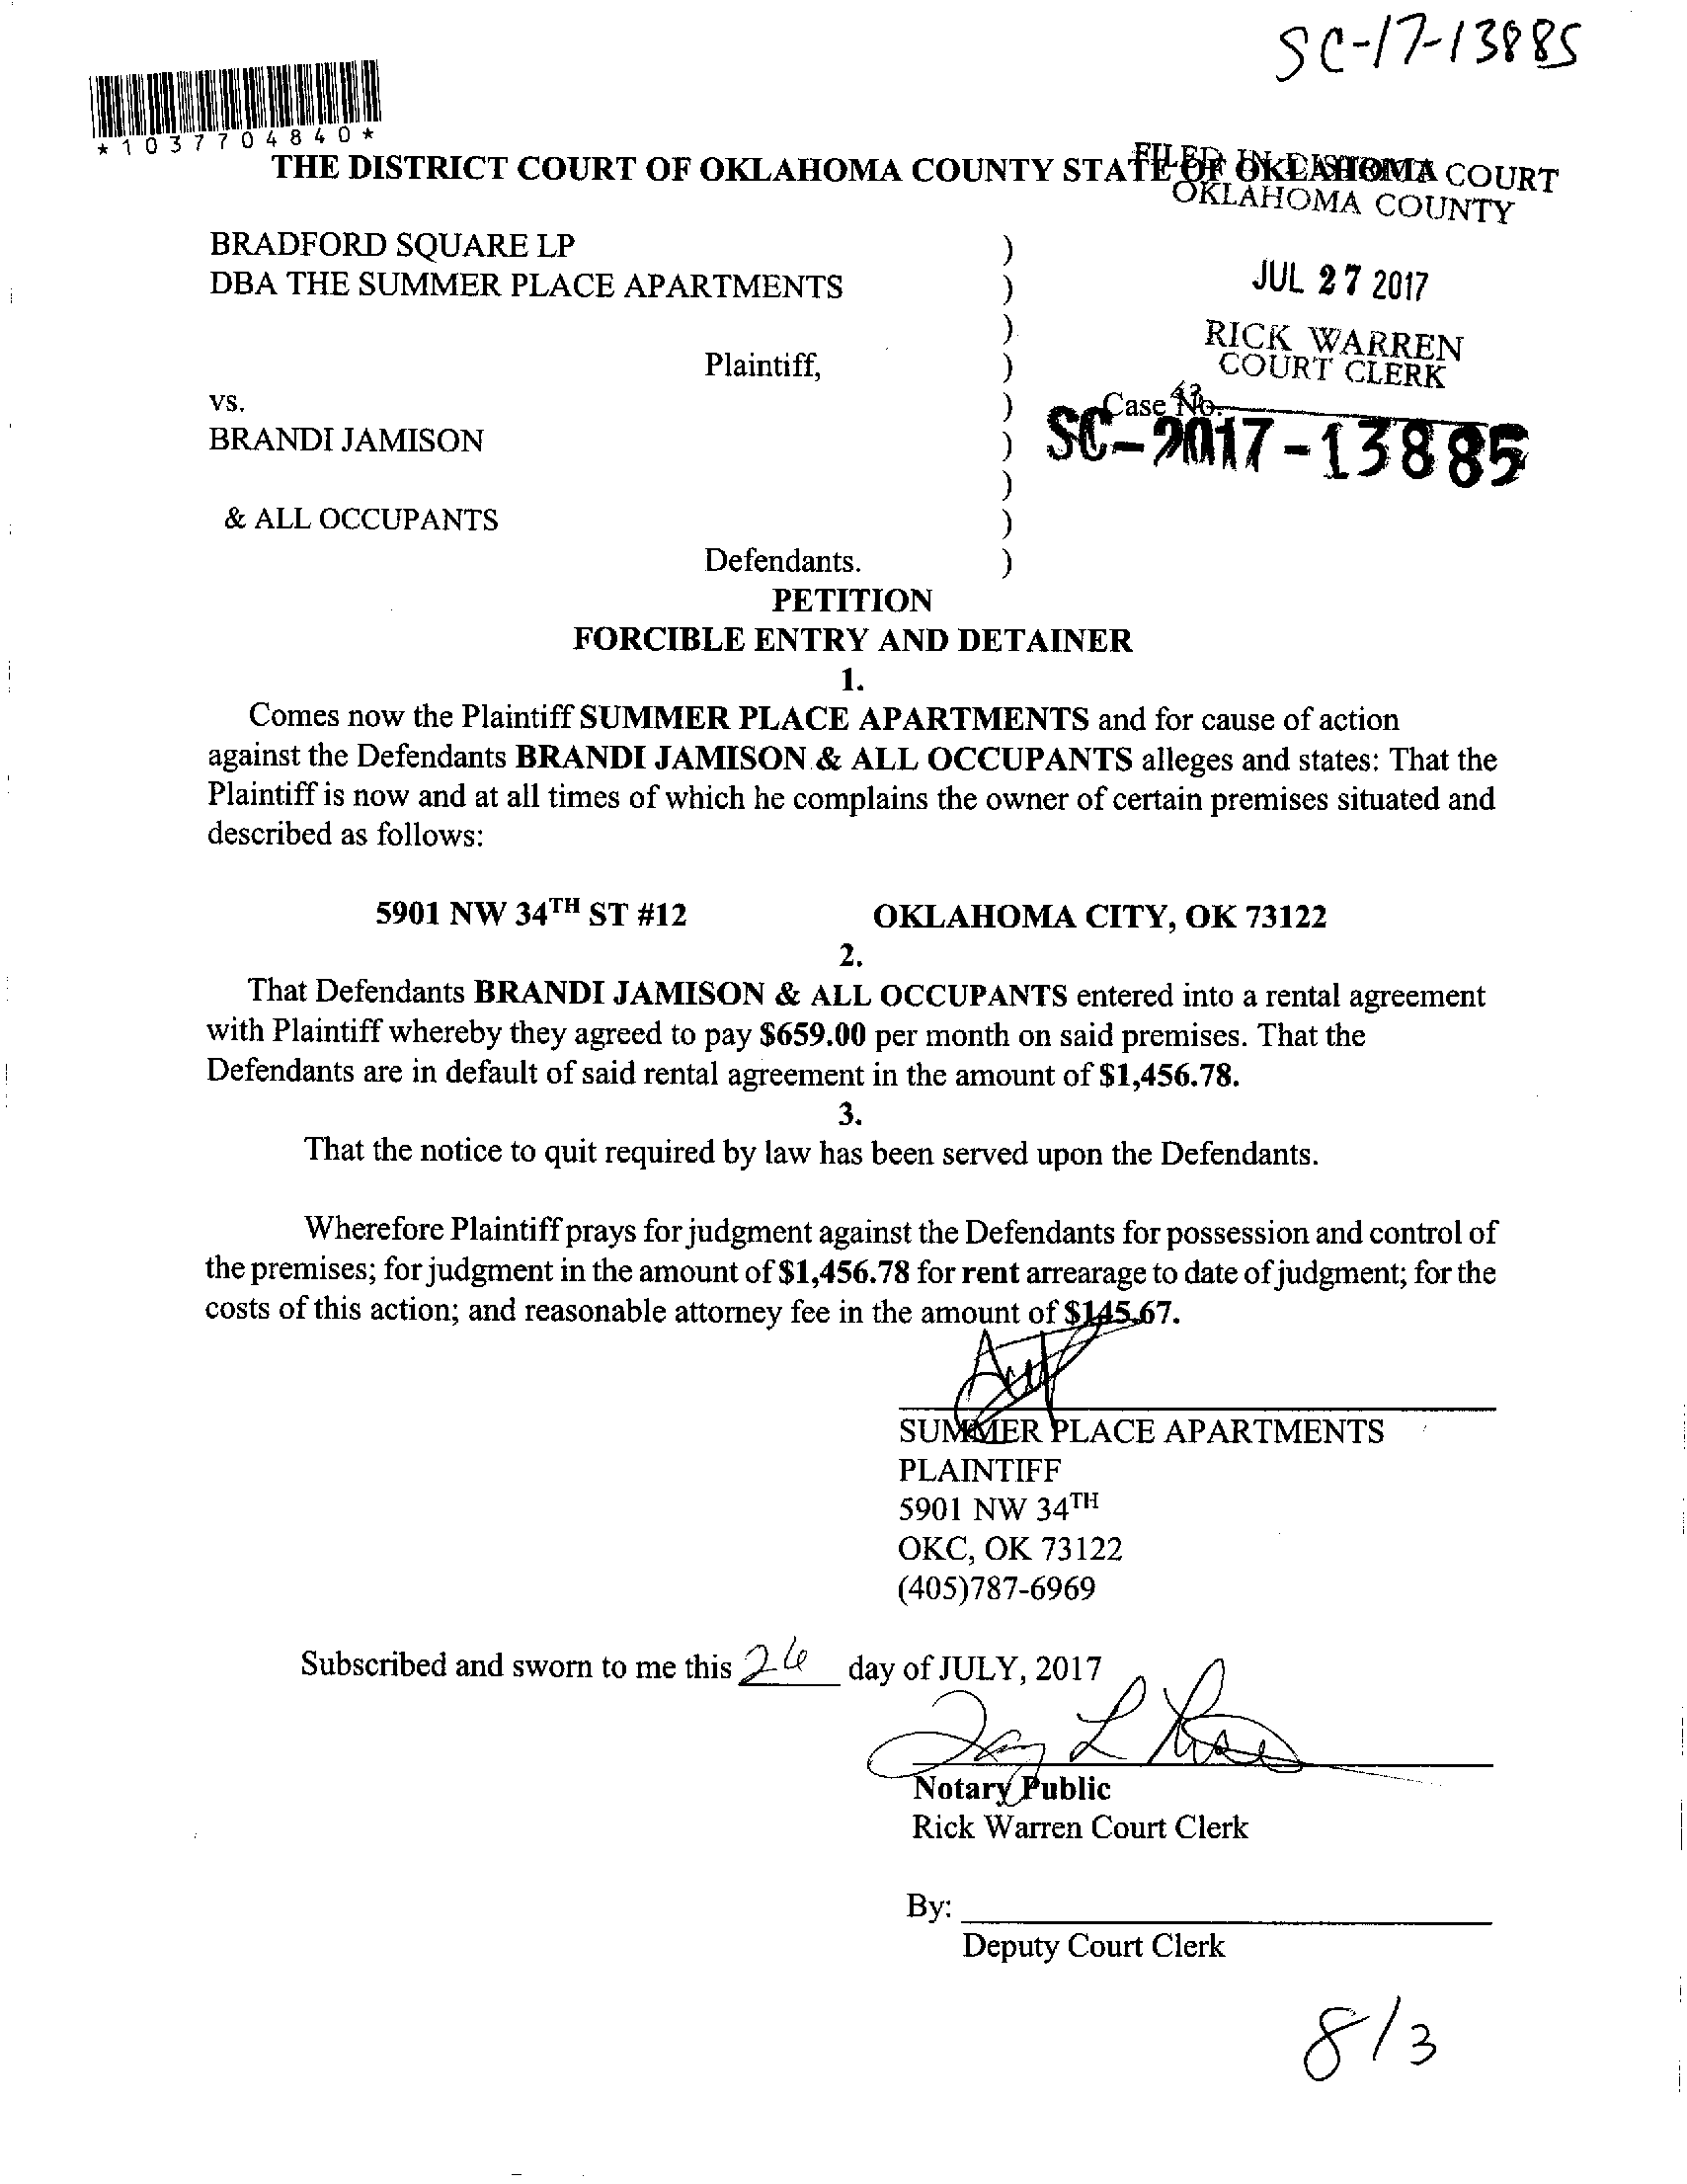 SC-17-13885
*1037704840*
THE DISTRICT COURT OF OKLAHOMA COUNTY STATE OF OKLAHOMA
FILED IN DISTRICT COURT
OKLAHOMA COUNTY
BRADFORD SQUARE LP )
DBA THE SUMMER PLACE APARTMENTS )
JUL 27 2017
)
RICK WARREN
COURT CLERK
Plaintiff, )
vs. )
Case No.
BRANDI JAMISON )
SC-2017-13885
)
& ALL OCCUPANTS )
Defendants. )
PETITION
FORCIBLE ENTRY AND DETAINER
1.
Comes now the Plaintiff SUMMER PLACE APARTMENTS and for cause of action
against the Defendants BRANDI JAMISON & ALL OCCUPANTS alleges and states: That the
Plaintiff is now and at all times of which he complains the owner of certain premises situated and
described as follows:
5901 NW 34TH ST #12 OKLAHOMA CITY, OK 73122
2.
That Defendants BRANDI JAMISON & ALL OCCUPANTS entered into a rental agreement
with Plaintiff whereby they agreed to pay $659.00 per month on said premises. That the
Defendants are in default of said rental agreement in the amount of $1,456.78.
3.
That the notice to quit required by law has been served upon the Defendants.
Wherefore Plaintiff prays for judgment against the Defendants for possession and control of
the premises; for judgment in the amount of $1,456.78 for rent arrearage to date of judgment; for the
costs of this action; and reasonable attorney fee in the amount of $145.67.
SUMMER PLACE APARTMENTS
PLAINTIFF
5901 NW 34TH
OKC, OK 73122
(405)787-6969
Subscribed and sworn to me this 26 day of JULY, 2017
Notary Public
Rick Warren Court Clerk
By:
Deputy Court Clerk
8/3